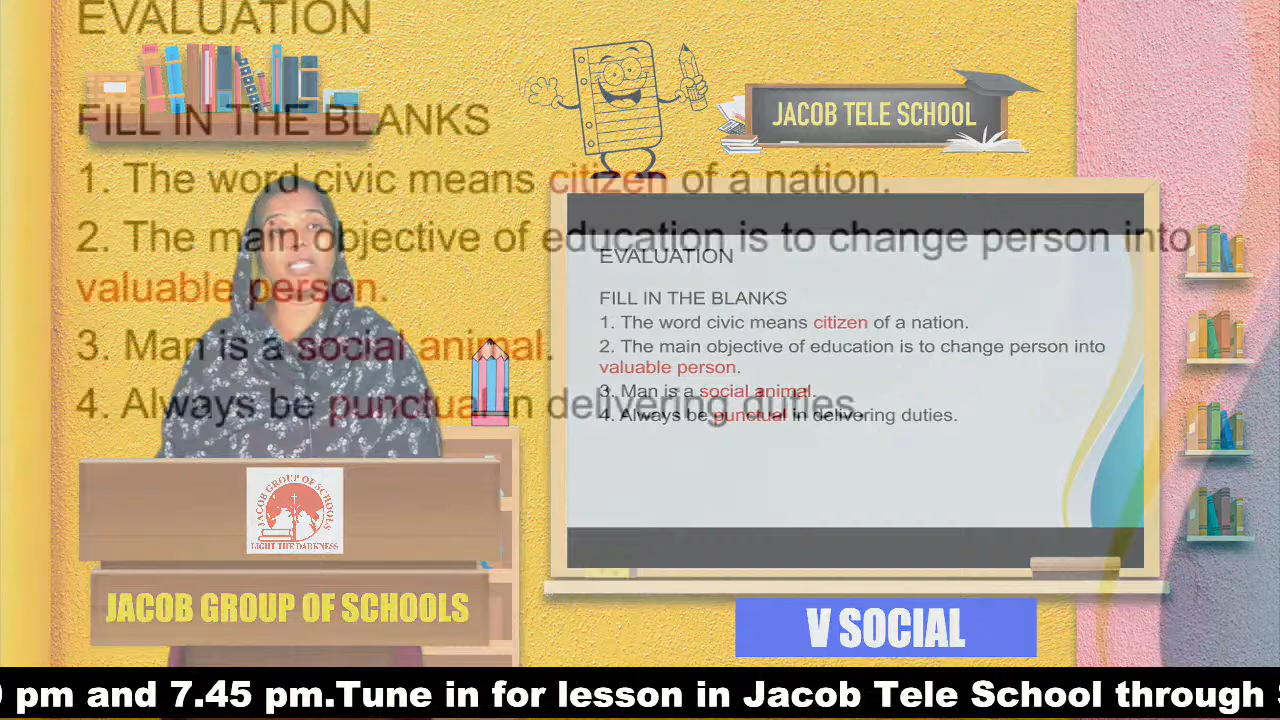 EVALUATION
FILL IN THE BLANKS
1. The word civic means citizen of a nation.
2. The main objective of education is to change person into
valuable person.
3. Man is a social animal.
4. Always be punctual in delivering duties.
JACOB TELE SCHOOL
EVALUATION
FILL IN THE BLANKS
1. The word civic means citizen of a nation.
2. The main objective of education is to change person into
valuable person.
3. Man is a social animal.
4. Always be punctual in delivering duties.
JACOB GROUP OF SCHOOLS
LIGHT THE DARKNESS
JACOB GROUP OF SCHOOLS
V SOCIAL
pm and 7.45 pm.Tune in for lesson in Jacob Tele School through